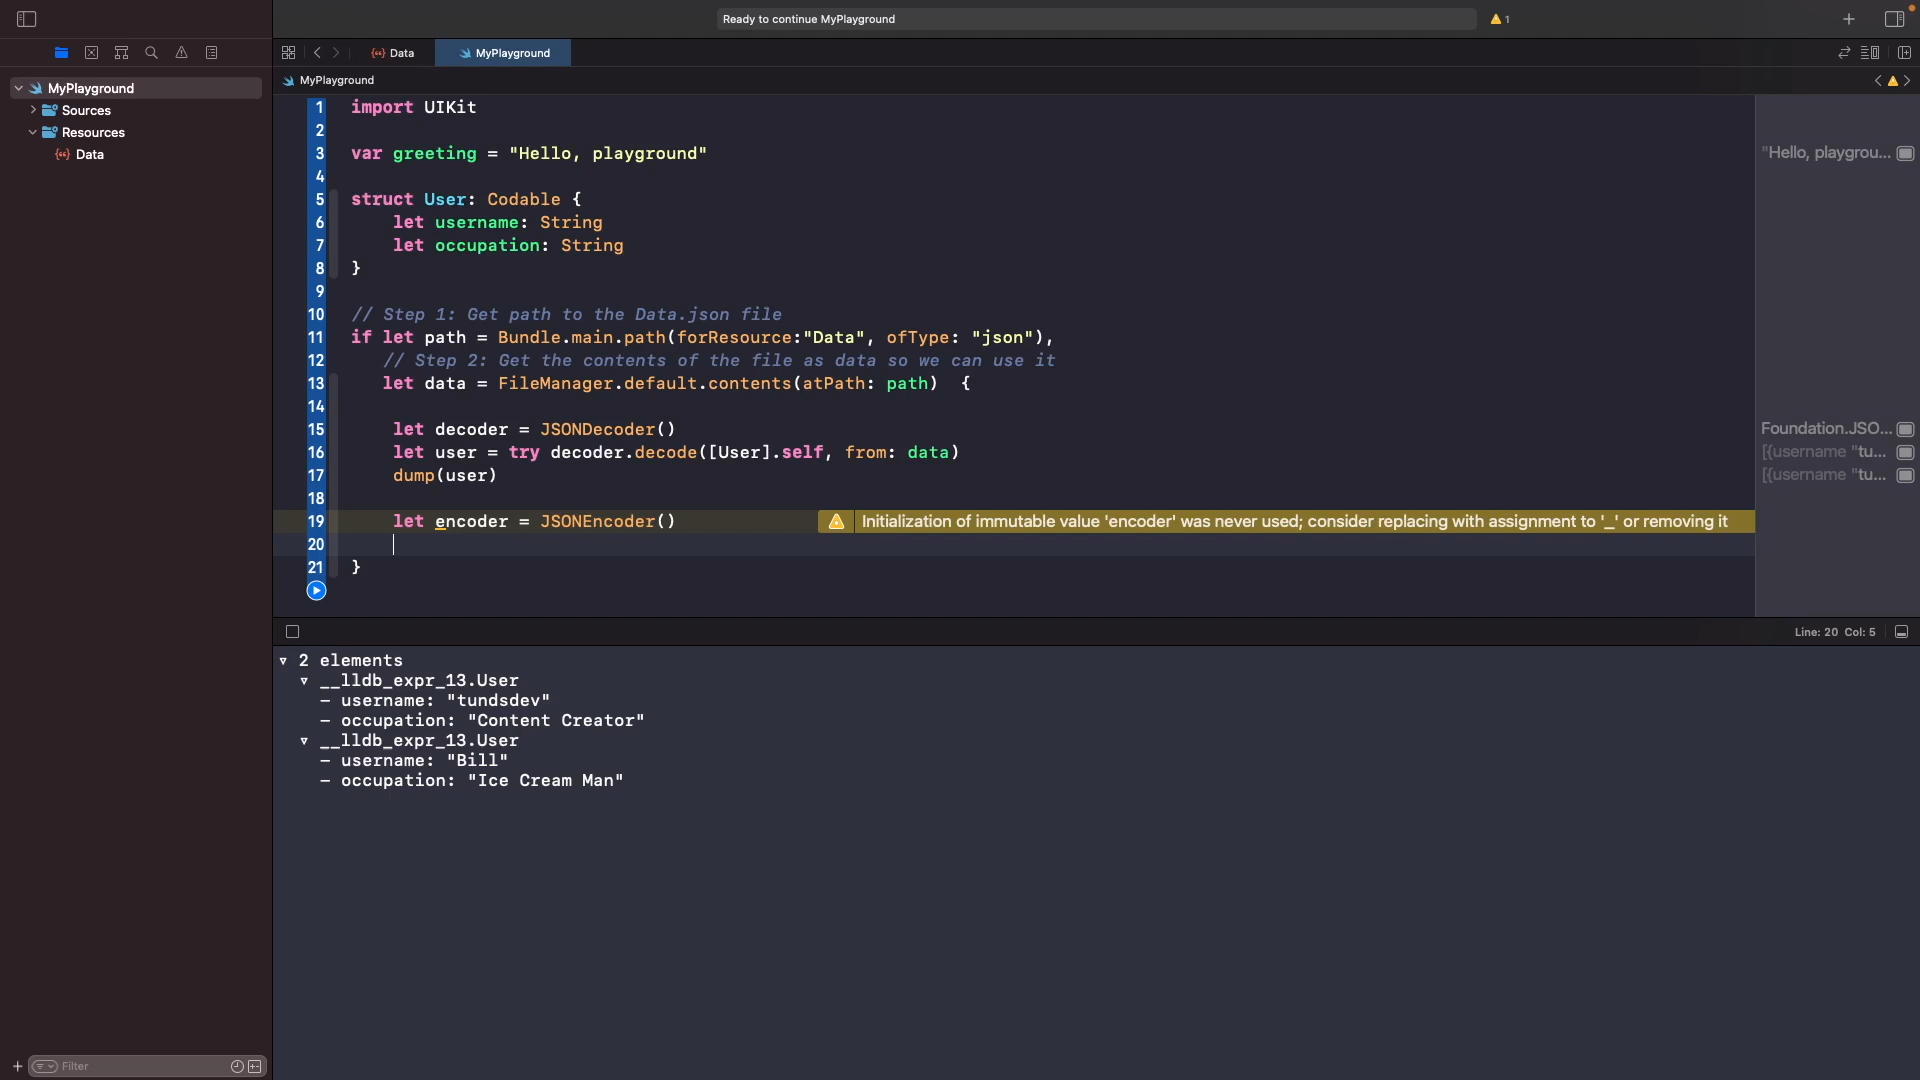 Ready to continue MyPlayground
1
Data
MyPlayground
MyPlayground
MyPlayground
Sources
Resources
Data
1 import UIKit
2
3 var greeting = "Hello, playground"
"Hello, playgrou...
4
5 struct User: Codable {
6 let username: String
7 let occupation: String
8 }
9
10 // Step 1: Get path to the Data.json file
11 if let path = Bundle.main.path(forResource:"Data", ofType: "json"),
12 // Step 2: Get the contents of the file as data so we can use it
13 let data = FileManager.default.contents(atPath: path)  {
14
15 let decoder = JSONDecoder()
Foundation.JSO...
16 let user = try decoder.decode([User].self, from: data)
[{username "tu...
17 dump(user)
[{username "tu...
18
19 let encoder = JSONEncoder()
Initialization of immutable value 'encoder' was never used; consider replacing with assignment to '_' or removing it
20
21 }
Line: 20 Col: 5
2 elements
__lldb_expr_13.User
- username: "tundsdev"
- occupation: "Content Creator"
__lldb_expr_13.User
- username: "Bill"
- occupation: "Ice Cream Man"
Filter